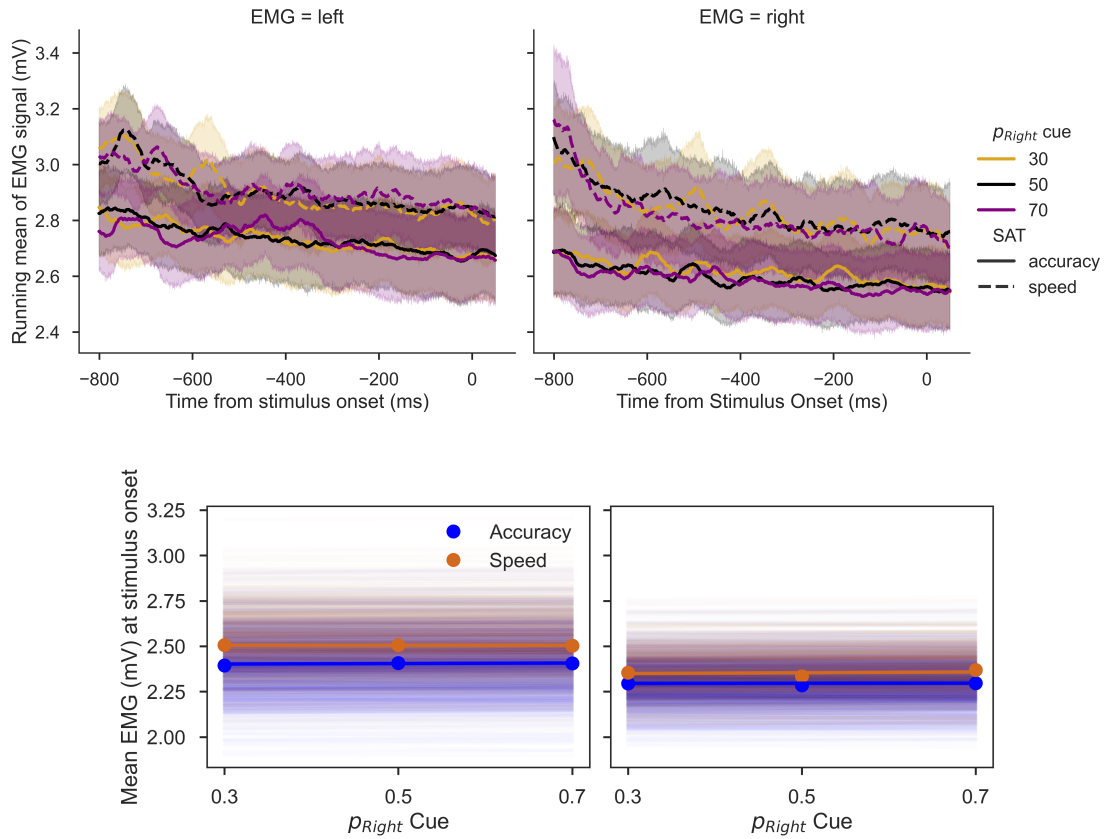 EMG = left
EMG = right
Running mean of EMG signal (mV)
3.4
3.2
3.0
2.8
2.6
2.4
−800
−600
−400
−200
0
Time from stimulus onset (ms)
−800
−600
−400
−200
0
Time from Stimulus Onset (ms)
pRight cue
30
50
70
SAT
accuracy
speed
Mean EMG (mV) at stimulus onset
3.25
3.00
2.75
2.50
2.25
2.00
Accuracy
Speed
0.3
0.5
0.7
pRight Cue
0.3
0.5
0.7
pRight Cue